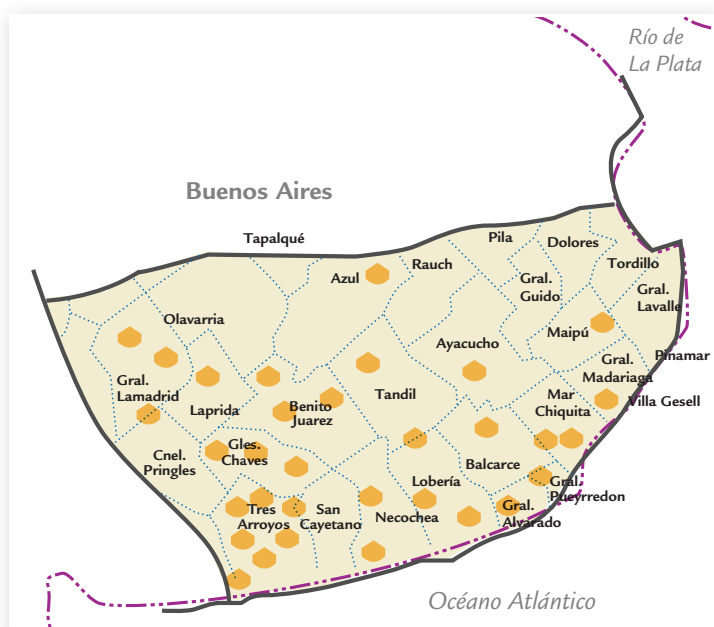 Río de
La Plata
Buenos Aires
Tapalqué
Pila
Dolores
Rauch
Tordillo
Azul
Gral.
Guido
Gral.
Lavalle
Olavarria
Maipú
Ayacucho
Pinamar
Gral.
Madariaga
Gral.
Lamadrid
Tandil
Mar
Chiquita
Villa Gesell
Laprida
Benito
Juarez
Gles.
Chaves
Cnel.
Pringles
Balcarce
Lobería
Gral.
Pueyrredon
Tres
Arroyos
San
Cayetano
Necochea
Gral.
Alvarado
Océano Atlántico